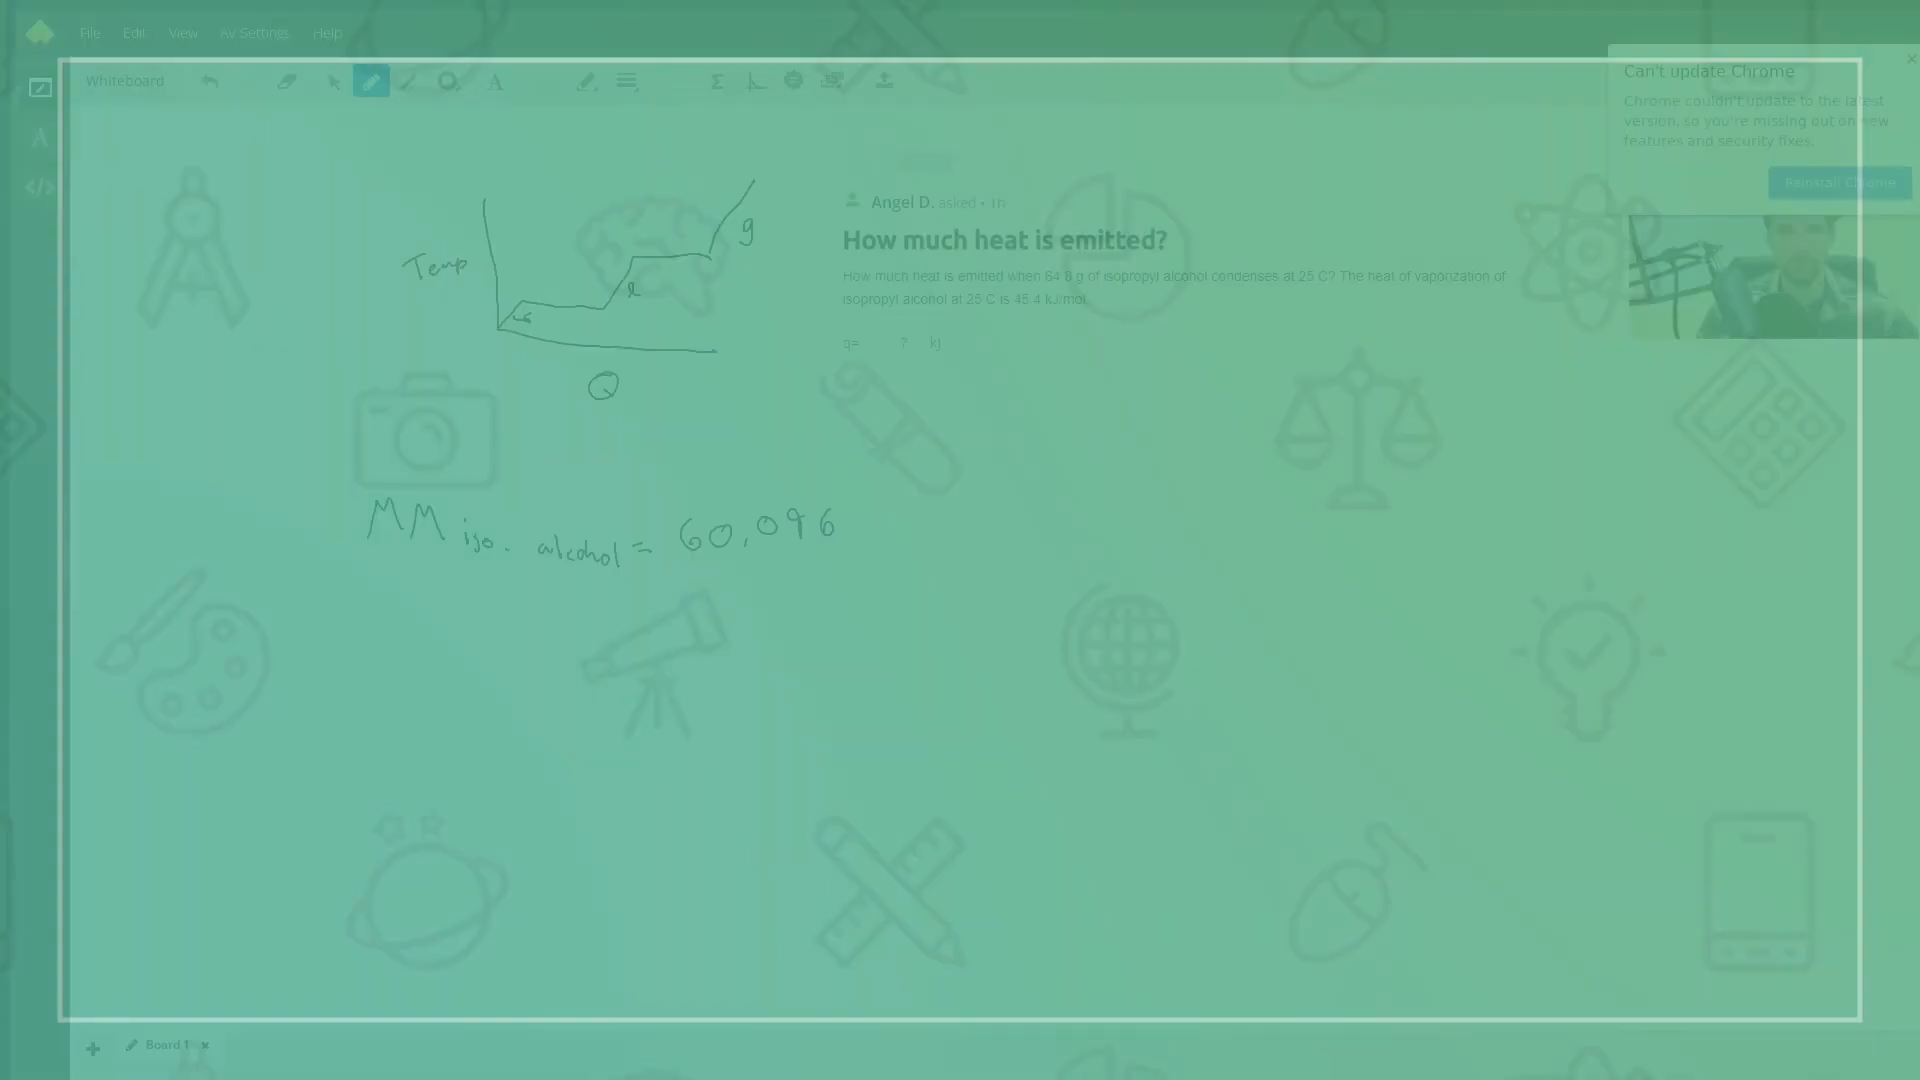 File Edit View AV Settings Help
Whiteboard
Can't update Chrome
Chrome couldn't update to the latest
version, so you're missing out on new
features and security fixes.
Reinstall Chrome
Angel D. asked • 1h
How much heat is emitted?
How much heat is emitted when 64.8 g of isopropyl alcohol condenses at 25 C? The heat of vaporization of
isopropyl alcohol at 25 C is 45.4 kJ/mol.
q= ? kJ
Temp
g
l
Q
MM iso. alcohol = 60,096
Board 1